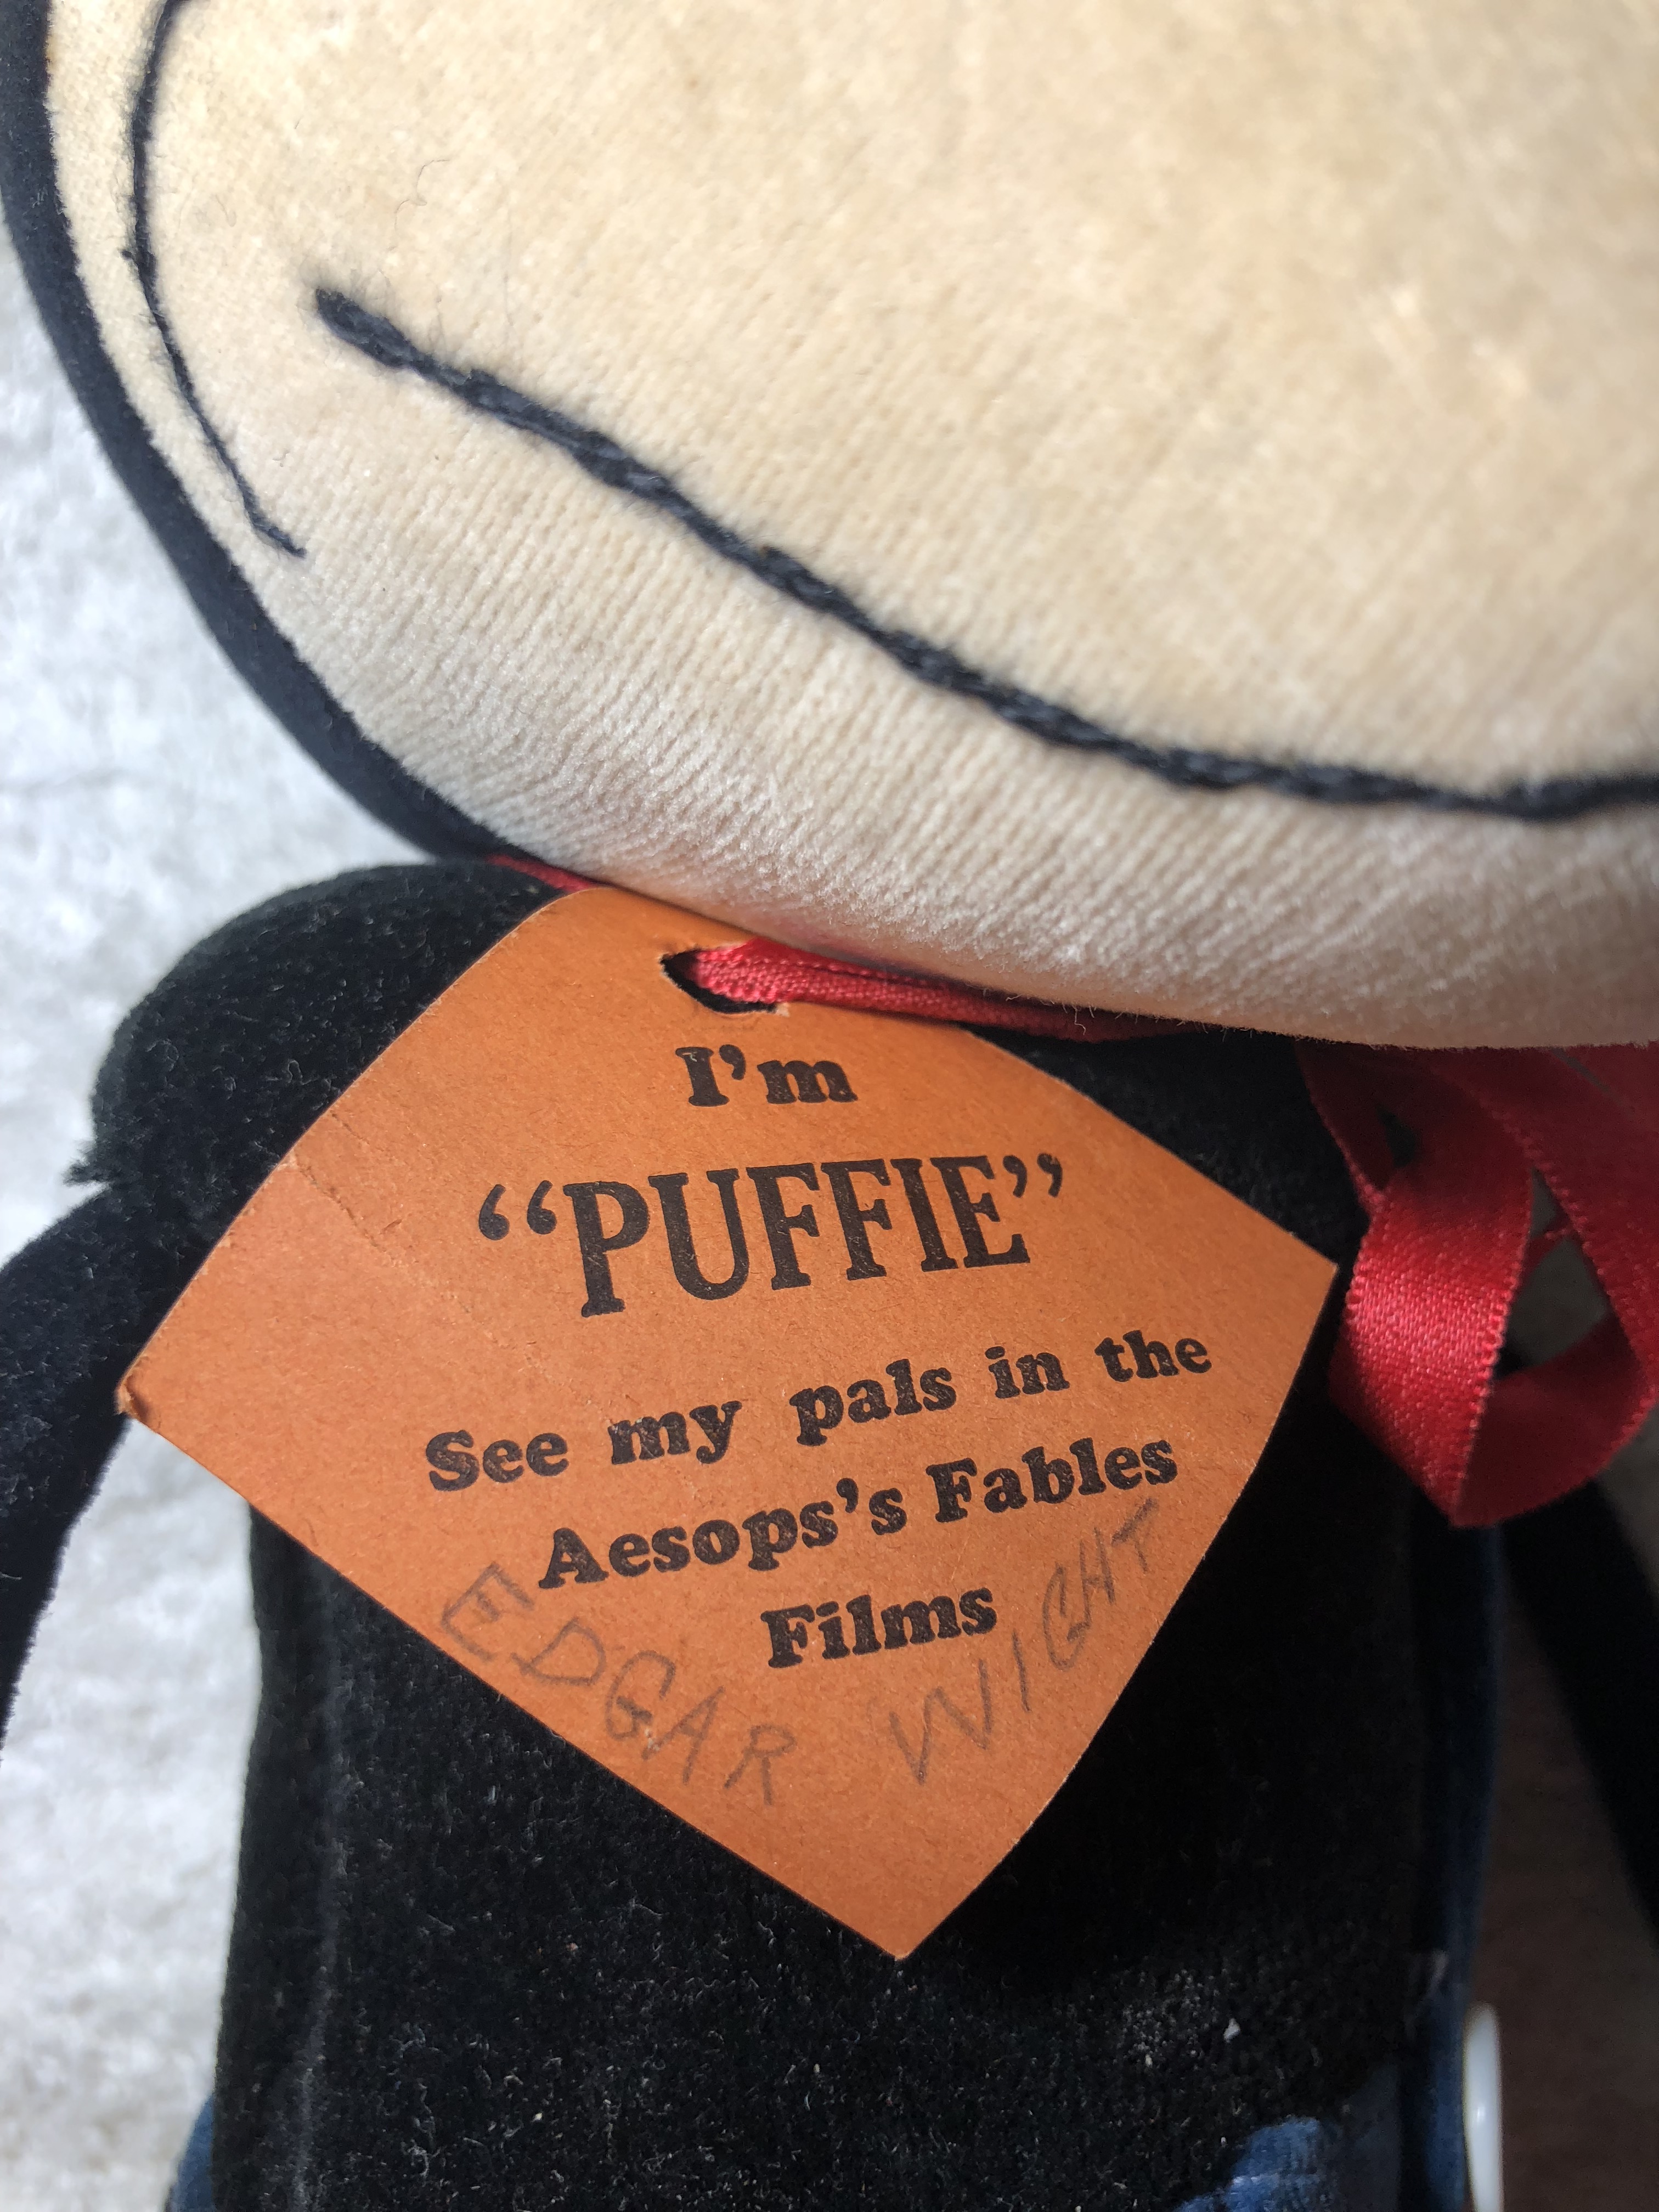 I'm
“PUFFIE”
See my pals in the
Aesops's Fables
Films
EDGAR WIGHT